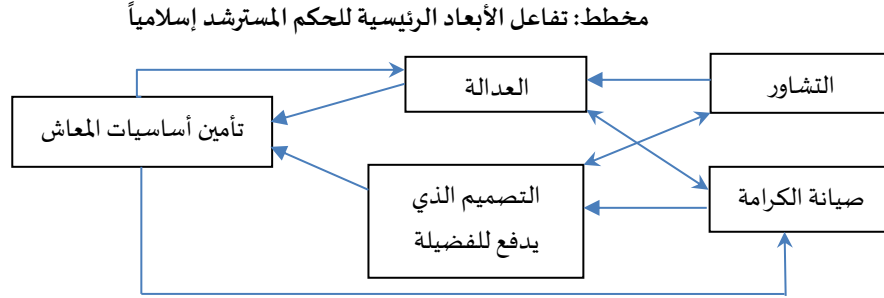 مخطط: تفاعل الأبعاد الرئيسية للحكم المسترشد إسلامياً
التشاور
العدالة
تأمين أساسيات المعاش
صيانة الكرامة
التصميم الذي
يدفع للفضيلة